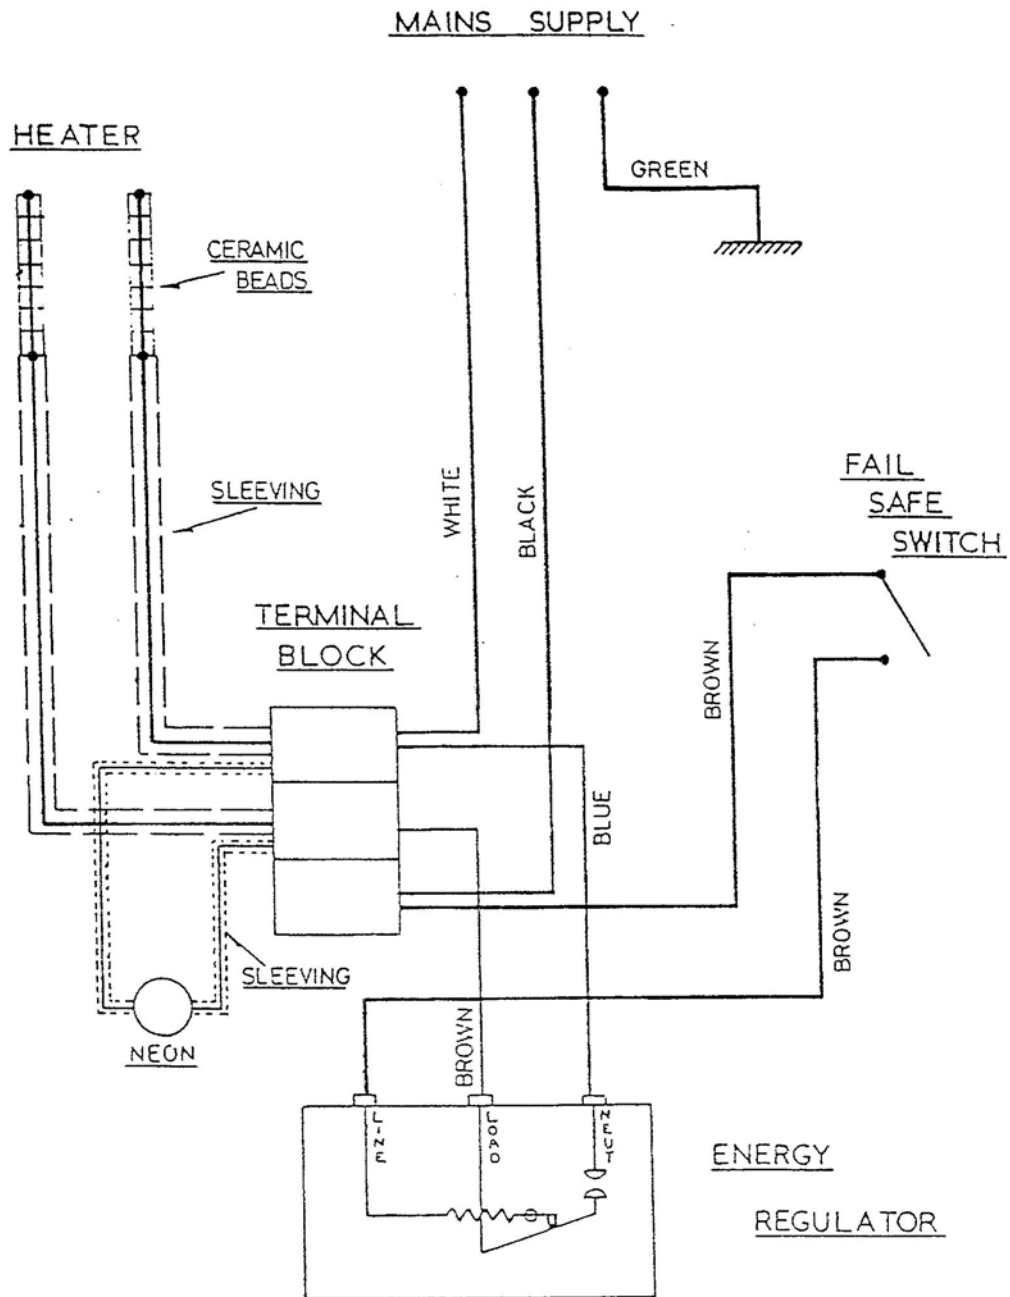 MAINS SUPPLY
HEATER
GREEN
CERAMIC
BEADS
SLEEVING
WHITE
BLACK
FAIL
SAFE
SWITCH
TERMINAL
BLOCK
BROWN
BLUE
BROWN
SLEEVING
NEON
BROWN
LINE
LOAD
NEUT
ENERGY
REGULATOR